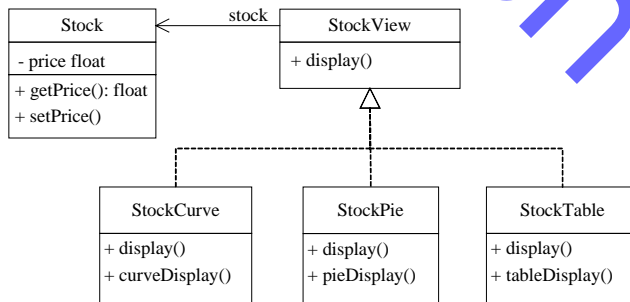 Stock
- price float
+ getPrice(): float
+ setPrice()
stock
StockView
+ display()
StockCurve
+ display()
+ curveDisplay()
StockPie
+ display()
+ pieDisplay()
StockTable
+ display()
+ tableDisplay()